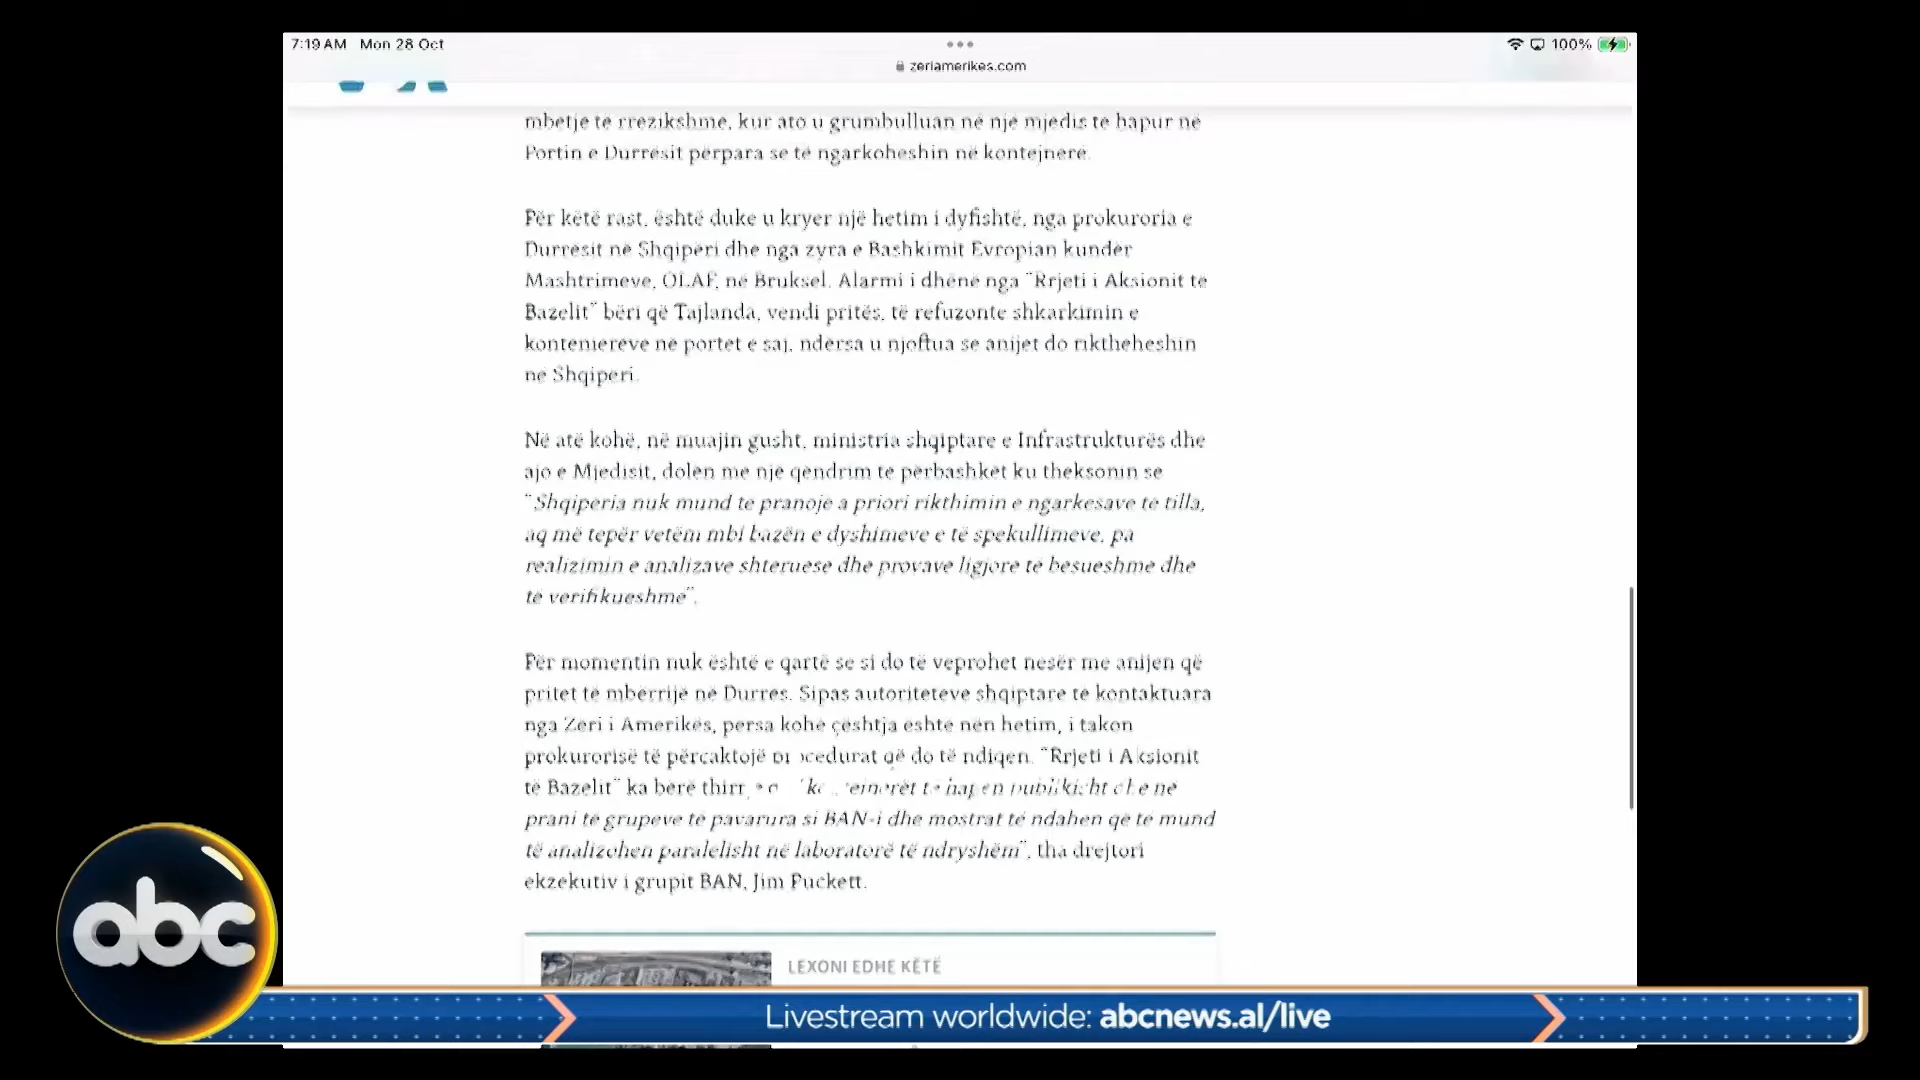 7:19 AM Mon 28 Oct
100%
zeriamerikes.com
mbetje të rrezikshme, kur ato u grumbulluan në një mjedis të hapur në
Portin e Durrësit përpara se të ngarkoheshin në kontejnerë.
Për këtë rast, është duke u kryer një hetim i dyfishtë, nga prokuroria e
Durrësit në Shqipëri dhe nga zyra e Bashkimit Evropian kundër
Mashtrimeve, OLAF, në Bruksel. Alarmi i dhënë nga "Rrjeti i Aksionit të
Bazelit" bëri që Tajlanda, vendi pritës, të refuzonte shkarkimin e
kontenierëve në portet e saj, ndërsa u njoftua se anijet do riktheheshin
në Shqipëri.
Në atë kohë, në muajin gusht, ministria shqiptare e Infrastrukturës dhe
ajo e Mjedisit, dolën me një qëndrim të përbashkët ku theksonin se
"Shqipëria nuk mund të pranojë a priori rikthimin e ngarkesave të tilla,
aq më tepër vetëm mbi bazën e dyshimeve e të spekullimeve, pa
realizimin e analizave shteruese dhe provave ligjore të besueshme dhe
të verifikueshme".
Për momentin nuk është e qartë se si do të veprohet nesër me anijen që
pritet të mbërrijë në Durrës. Sipas autoriteteve shqiptare të kontaktuara
nga Zëri i Amerikës, persa kohë çështja është nën hetim, i takon
prokurorisë të përcaktojë procedurat që do të ndiqen. "Rrjeti i Aksionit
të Bazelit" ka bërë të hapen publikisht dhe në
prani të grupeve të pavarura si BAN-i dhe mostrat të ndahen që të mund
të analizohen paralelisht në laboratorë të ndryshëm", tha drejtori
ekzekutiv i grupit BAN, Jim Puckett.
LEXONI EDHE KËTË
abc
Livestream worldwide: abcnews.al/live